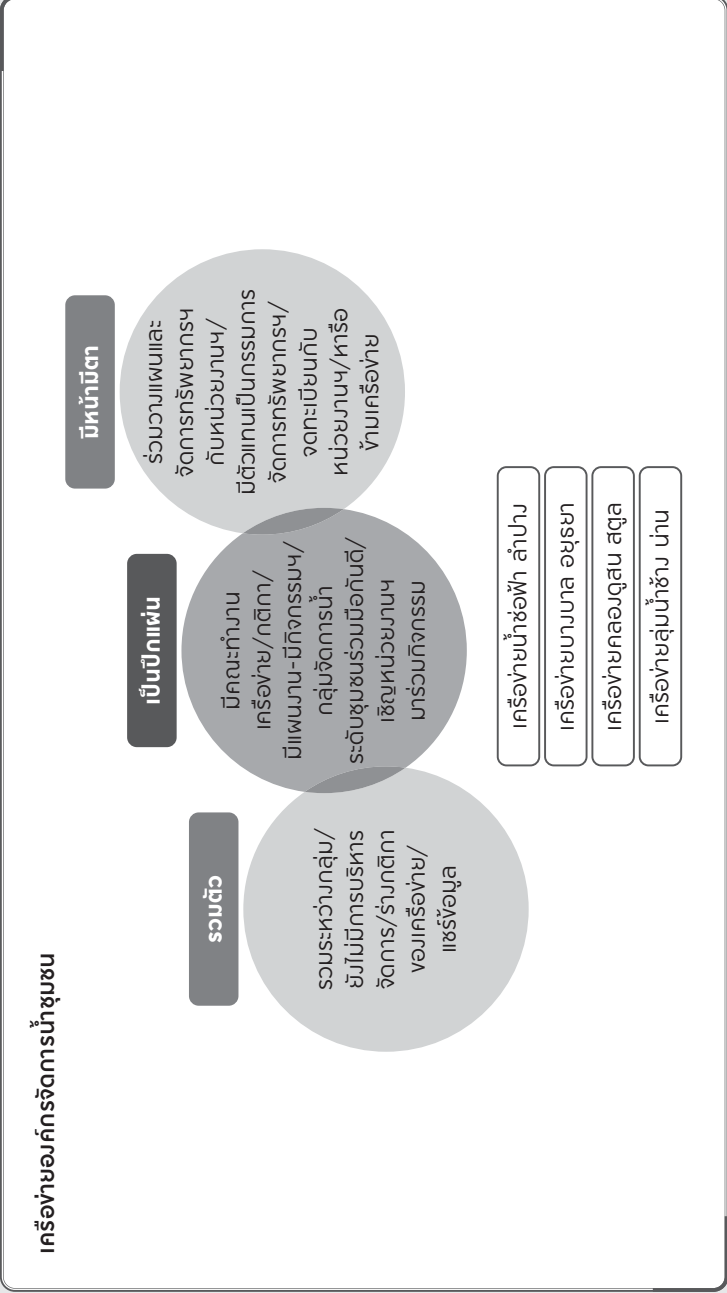 เครือข่ายองค์กรจัดการน้ำชุมชน
รวมตัว
รวมระหว่างกลุ่ม/
ยังไม่มีการบริหาร
จัดการ/ร่างกติกา
ของเครือข่าย/
แชร์ข้อมูล
เป็นปึกแผ่น
มีคณะทำงาน
เครือข่าย/กติกา/
มีแผนงาน-มีกิจกรรมฯ/
กลุ่มจัดการน้ำ
ระดับชุมชนร่วมมือกันดี/
เชิญหน่วยงานฯ
มาร่วมกิจกรรม
มีหน้ามีตา
ร่วมวางแผนและ
จัดการทรัพยากรฯ
กับหน่วยงานฯ/
มีตัวแทนเป็นกรรมการ
จัดการทรัพยากรฯ/
จดทะเบียนกับ
หน่วยงานฯ/หารือ
ข้ามเครือข่าย
เครือข่ายน้ำช่อฟ้า ลำปาง
เครือข่ายบางบาล อยุธยา
เครือข่ายคลองดุสน สตูล
เครือข่ายลุ่มน้ำช้าง น่าน